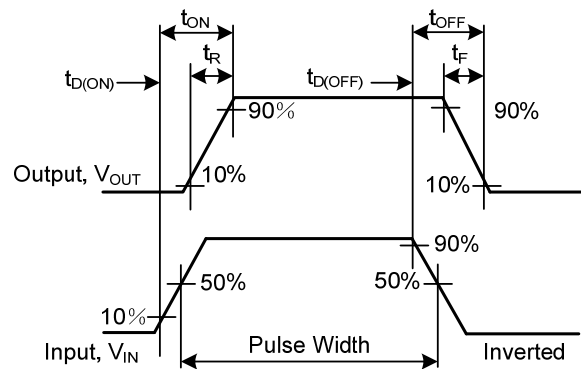 tON
tOFF
tR
tF
tD(ON)
tD(OFF)
90%
90%
Output, VOUT
10%
10%
90%
50%
50%
10%
Input, VIN
Pulse Width
Inverted